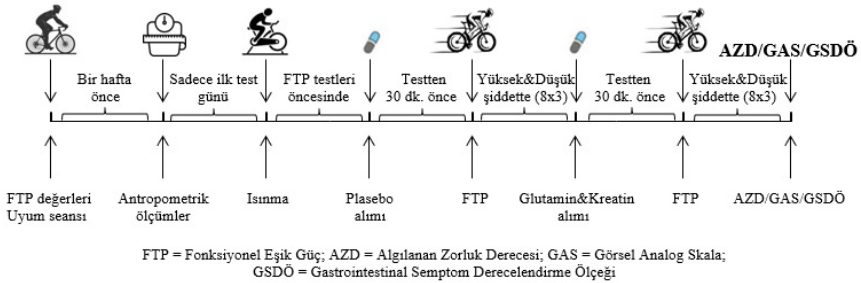 AZD/GAS/GSDÖ
Bir hafta önce
Sadece ilk test günü
FTP testleri öncesinde
Testten 30 dk. önce
Yüksek&Düşük şiddette (8x3)
Testten 30 dk. önce
Yüksek&Düşük şiddette (8x3)
FTP değerleri Uyum seansı
Antropometrik ölçümler
Isınma
Plasebo alımı
FTP
Glutamin&Kreatin alımı
FTP
AZD/GAS/GSDÖ
FTP = Fonksiyonel Eşik Güç; AZD = Algılanan Zorluk Derecesi; GAS = Görsel Analog Skala;
GSDÖ = Gastrointestinal Semptom Derecelendirme Ölçeği